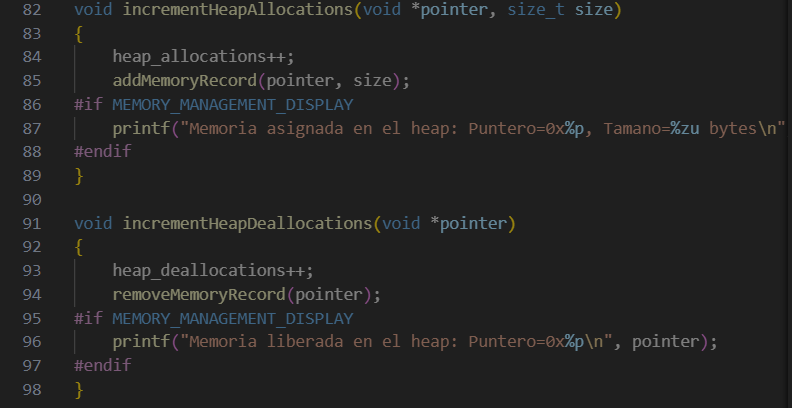 82 void incrementHeapAllocations(void *pointer, size_t size)
83 {
84     heap_allocations++;
85     addMemoryRecord(pointer, size);
86 #if MEMORY_MANAGEMENT_DISPLAY
87     printf("Memoria asignada en el heap: Puntero=0x%p, Tamano=%zu bytes\n"
88 #endif
89 }
90
91 void incrementHeapDeallocations(void *pointer)
92 {
93     heap_deallocations++;
94     removeMemoryRecord(pointer);
95 #if MEMORY_MANAGEMENT_DISPLAY
96     printf("Memoria liberada en el heap: Puntero=0x%p\n", pointer);
97 #endif
98 }